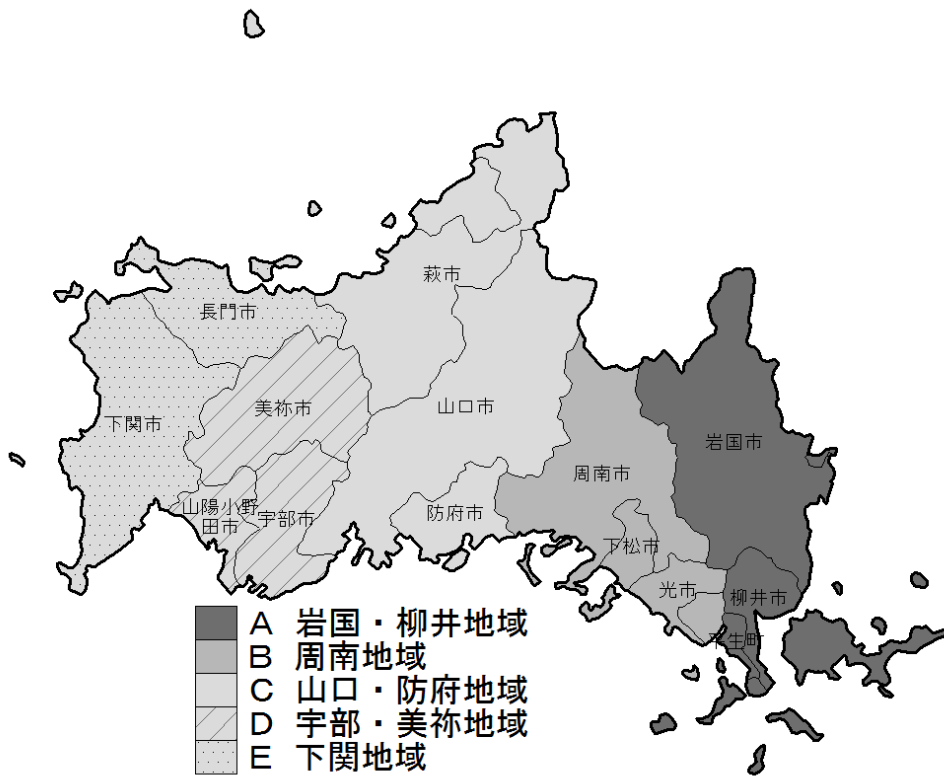 萩市
長門市
美祢市
山口市
下関市
岩国市
周南市
山陽小野
田市
宇部市
防府市
下松市
光市
柳井市
平生町
A 岩国・柳井地域
B 周南地域
C 山口・防府地域
D 宇部・美祢地域
E 下関地域